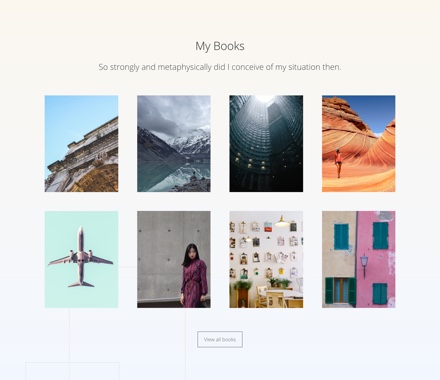 My Books
So strongly and metaphysically did I conceive of my situation then.
View all books